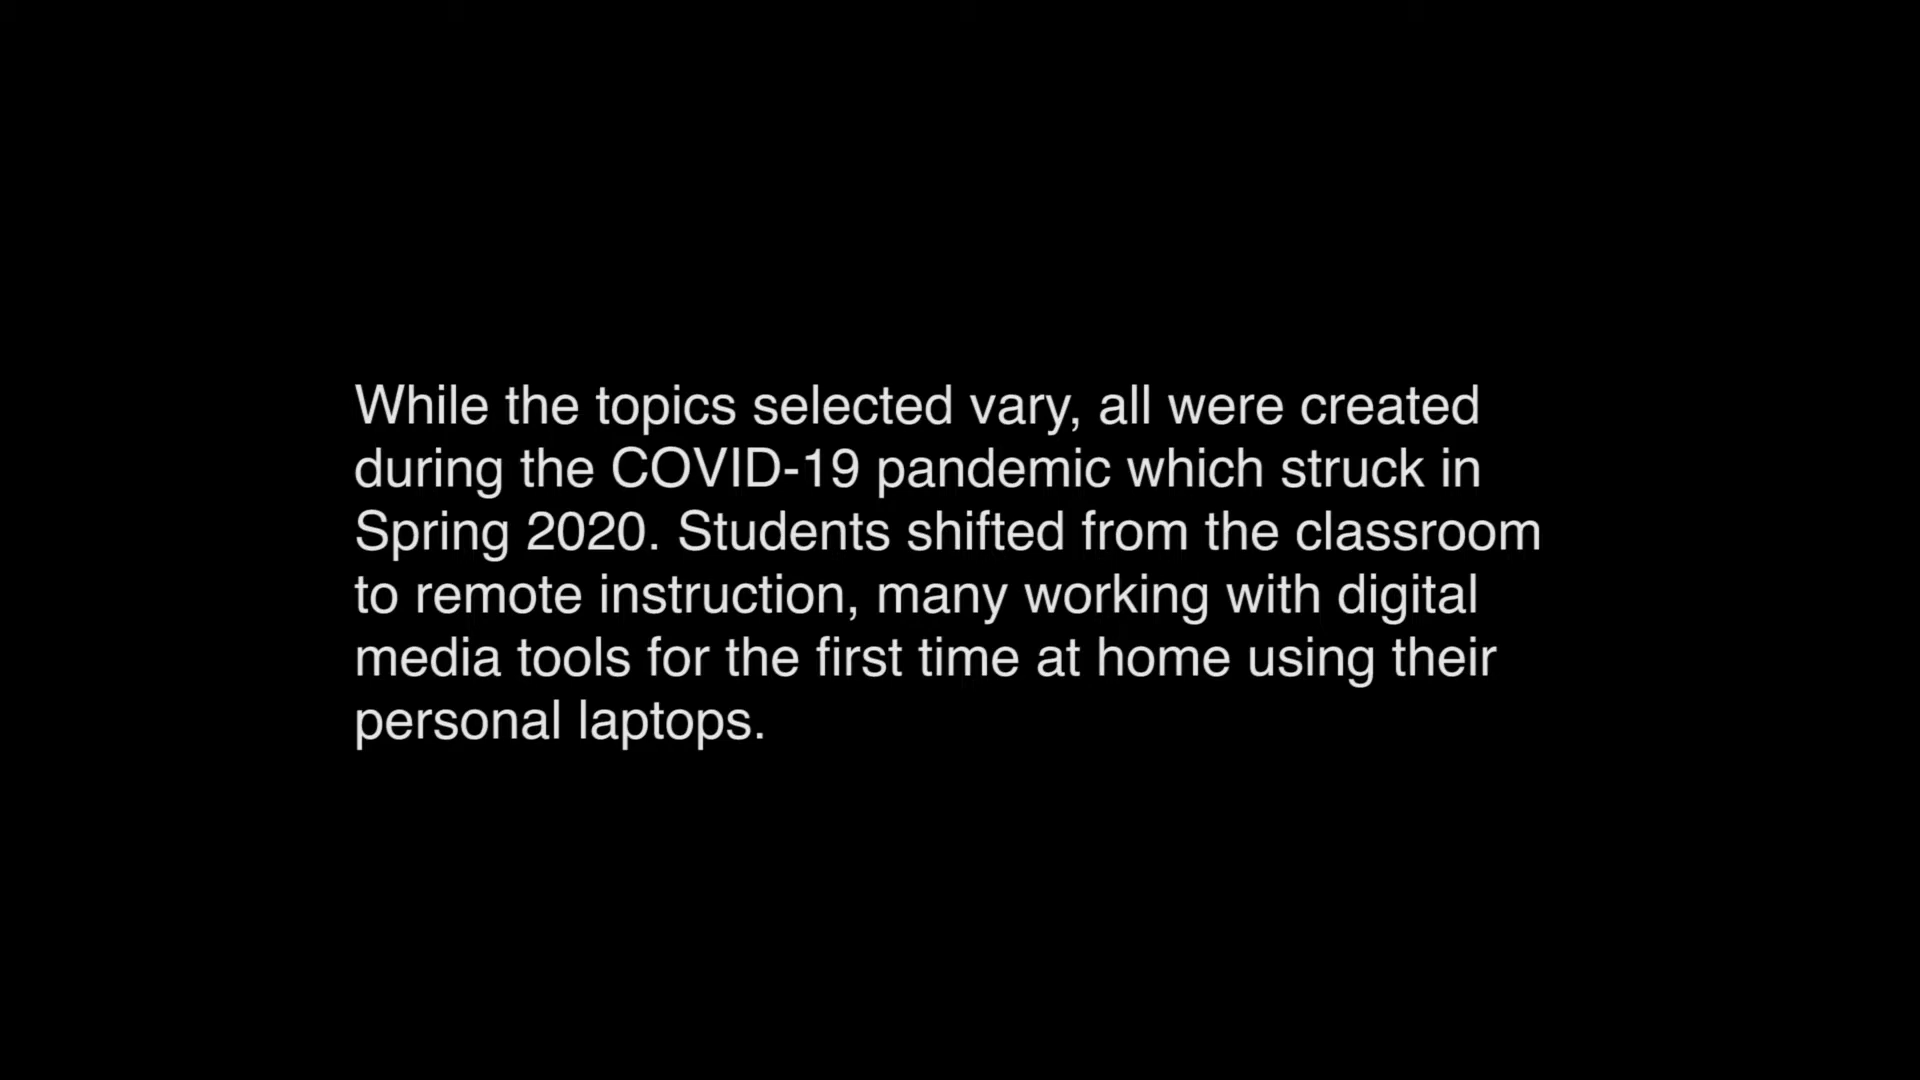 While the topics selected vary, all were created
during the COVID-19 pandemic which struck in
Spring 2020. Students shifted from the classroom
to remote instruction, many working with digital
media tools for the first time at home using their
personal laptops.